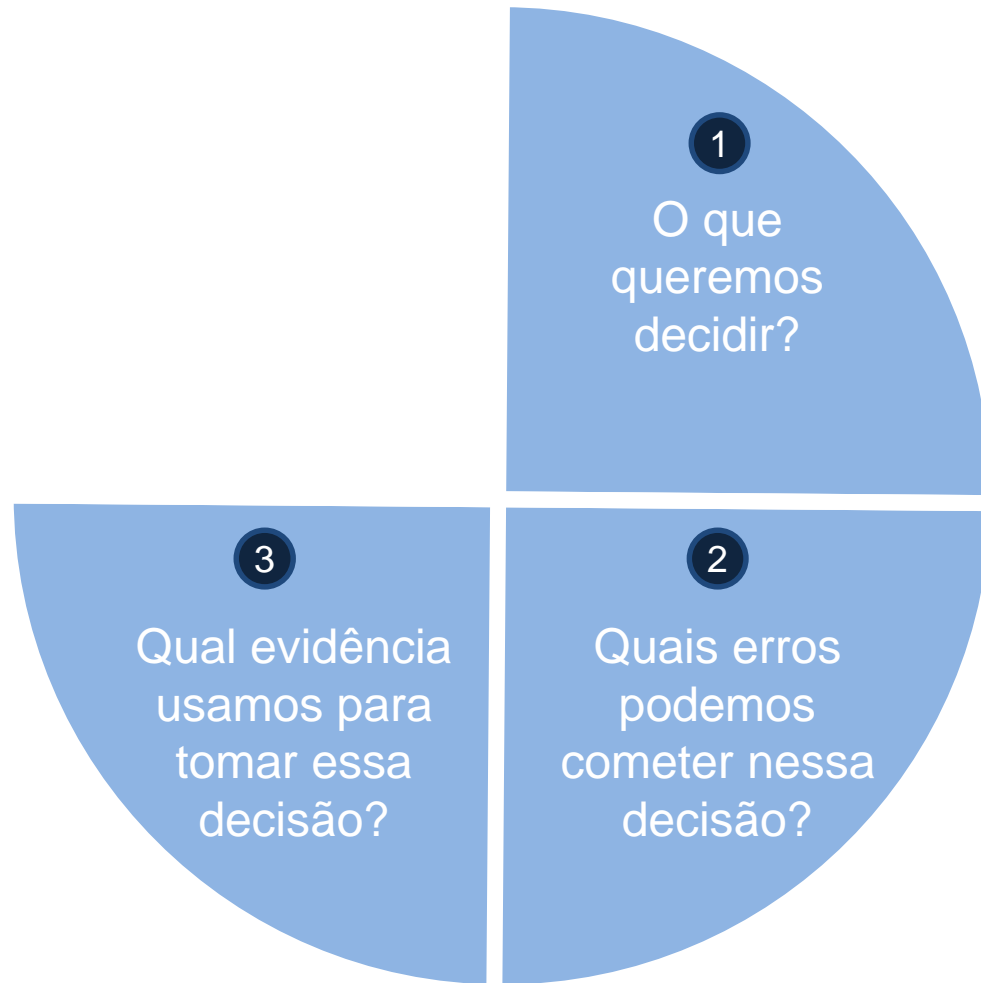 1
O que
queremos
decidir?
2
Quais erros
podemos
cometer nessa
decisão?
3
Qual evidência
usamos para
tomar essa
decisão?